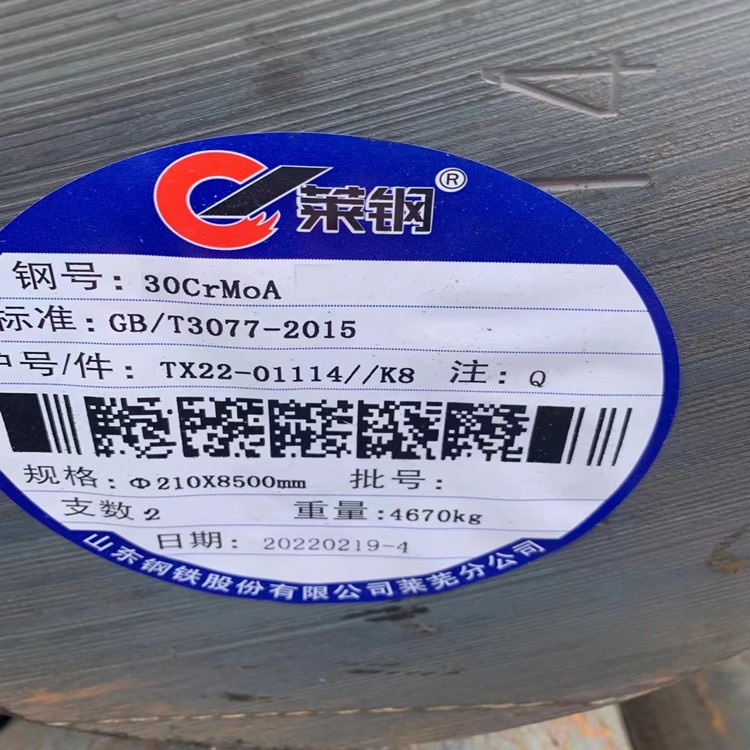 莱钢®
钢号：30CrMoA
标准：GB/T3077-2015
户号/件：TX22-01114//K8 注：Q
规格：Φ210X8500mm 批号：
支数2 重量：4670kg
日期：20220219-4
山东钢铁股份有限公司莱芜分公司